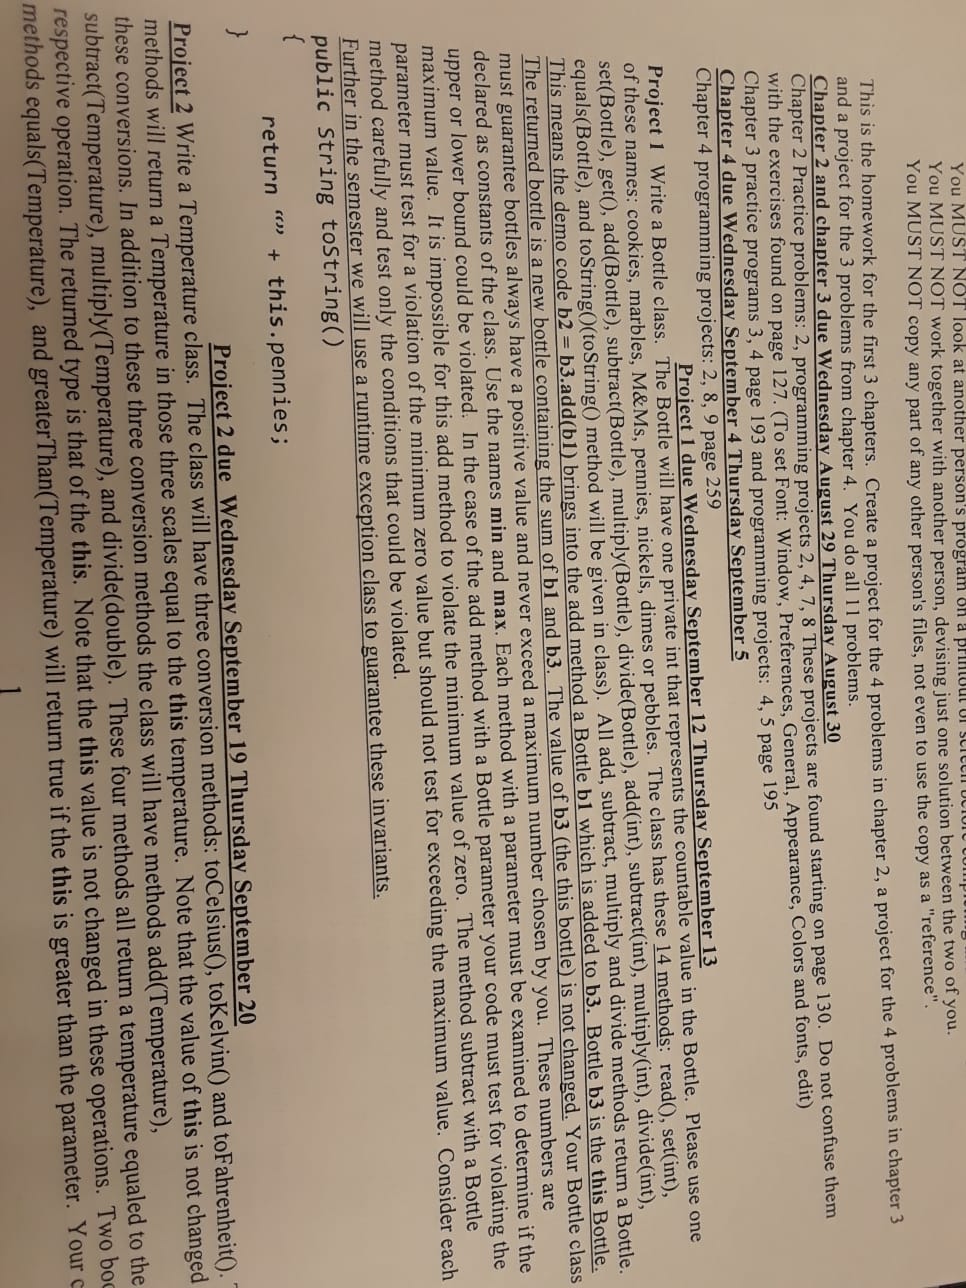 You MUST NOT look at another person's program on a printout or screen before
You MUST NOT work together with another person, devising just one solution between the two of you.
You MUST NOT copy any part of any other person's files, not even to use the copy as a "reference".
This is the homework for the first 3 chapters. Create a project for the 4 problems in chapter 2, a project for the 4 problems in chapter 3
and a project for the 3 problems from chapter 4. You do all 11 problems.
Chapter 2 and chapter 3 due Wednesday August 29 Thursday August 30
Chapter 2 Practice problems: 2, programming projects 2, 4, 7, 8 These projects are found starting on page 130. Do not confuse them
with the exercises found on page 127. (To set Font: Window, Preferences, General, Appearance, Colors and fonts, edit)
Chapter 3 practice programs 3, 4 page 193 and programming projects: 4, 5 page 195
Chapter 4 due Wednesday September 4 Thursday September 5
Chapter 4 programming projects: 2, 8, 9 page 259
Project 1 due Wednesday September 12 Thursday September 13
Project 1 Write a Bottle class. The Bottle will have one private int that represents the countable value in the Bottle. Please use one
of these names: cookies, marbles, M&Ms, pennies, nickels, dimes or pebbles. The class has these 14 methods: read(), set(int),
set(Bottle), get(), add(Bottle), subtract(Bottle), multiply(Bottle), divide(Bottle), add(int), subtract(int), multiply(int), divide(int),
equals(Bottle), and toString()(toString() method will be given in class). All add, subtract, multiply and divide methods return a Bottle.
This means the demo code b2 = b3.add(b1) brings into the add method a Bottle b1 which is added to b3. Bottle b3 is the this Bottle.
The returned bottle is a new bottle containing the sum of b1 and b3. The value of b3 (the this bottle) is not changed. Your Bottle class
must guarantee bottles always have a positive value and never exceed a maximum number chosen by you. These numbers are
declared as constants of the class. Use the names min and max. Each method with a parameter must be examined to determine if the
upper or lower bound could be violated. In the case of the add method with a Bottle parameter your code must test for violating the
maximum value. It is impossible for this add method to violate the minimum value of zero. The method subtract with a Bottle
parameter must test for a violation of the minimum zero value but should not test for exceeding the maximum value. Consider each
method carefully and test only the conditions that could be violated.
Further in the semester we will use a runtime exception class to guarantee these invariants.
public String toString()
{
return “” + this.pennies;
}
Project 2 due Wednesday September 19 Thursday September 20
Project 2 Write a Temperature class. The class will have three conversion methods: toCelsius(), toKelvin() and toFahrenheit().
methods will return a Temperature in those three scales equal to the this temperature. Note that the value of this is not changed
these conversions. In addition to these three conversion methods the class will have methods add(Temperature),
subtract(Temperature), multiply(Temperature), and divide(double). These four methods all return a temperature equaled to the
respective operation. The returned type is that of the this. Note that the this value is not changed in these operations. Two
methods equals(Temperature), and greaterThan(Temperature) will return true if the this is greater than the parameter. Your
1